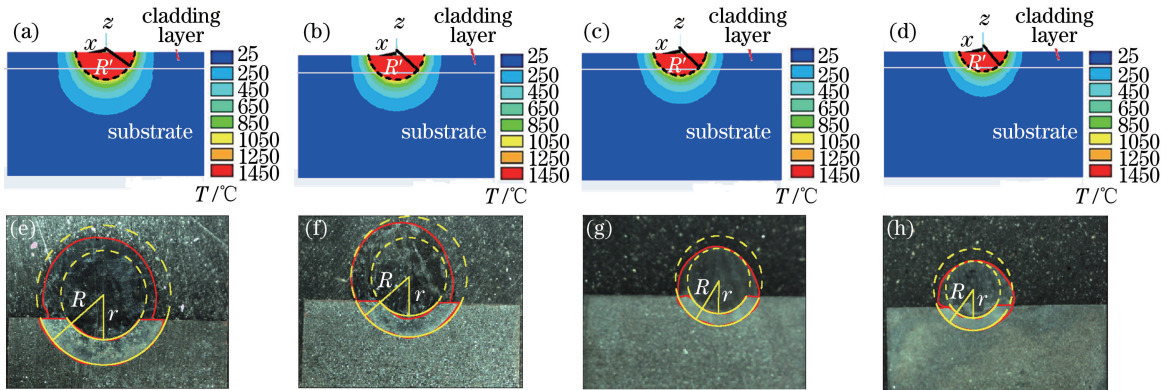 (a)
z
x
cladding
layer
R'
substrate
25
250
450
650
850
1050
1250
1450
T/℃
(b)
z
x
cladding
layer
R'
substrate
25
250
450
650
850
1050
1250
1450
T/℃
(c)
z
x
cladding
layer
R'
substrate
25
250
450
650
850
1050
1250
1450
T/℃
(d)
z
x
cladding
layer
R'
substrate
25
250
450
650
850
1050
1250
1450
T/℃
(e)
R
r
(f)
R
r
(g)
R
r
(h)
R
r